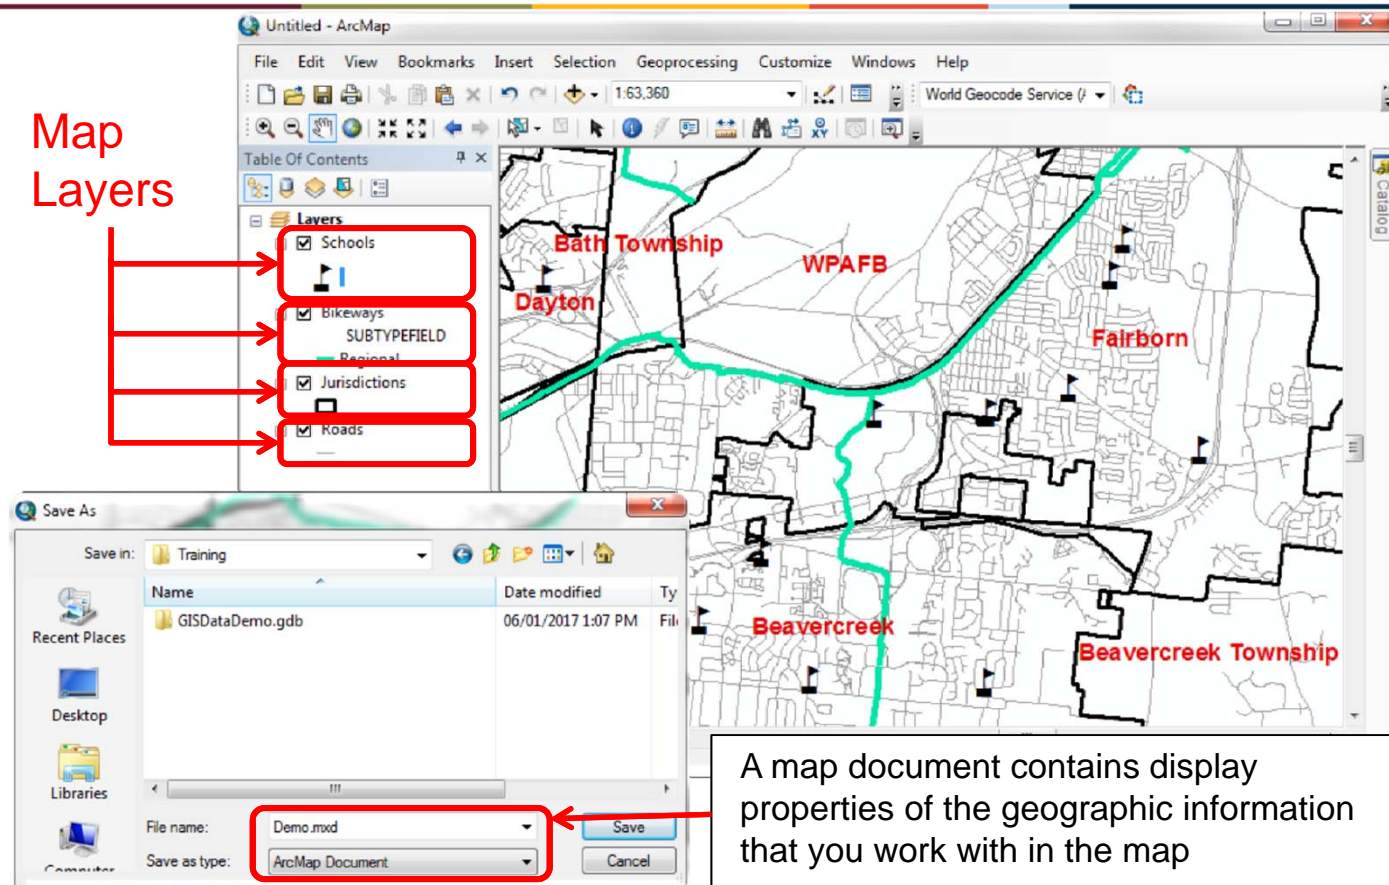 Untitled - ArcMap
File Edit View Bookmarks Insert Selection Geoprocessing Customize Windows Help
1:63,360
World Geocode Service (/
Map
Layers
Table Of Contents
Layers
Schools
Bikeways
SUBTYPEFIELD
Regional
Jurisdictions
Roads
Catalog
Bath Township
WPAFB
Dayton
Fairborn
Beavercreek
Beavercreek Township
Save As
Save in: Training
Name Date modified Ty
GISDataDemo.gdb 06/01/2017 1:07 PM File
Recent Places
Desktop
Libraries
Computer
File name: Demo.mxd Save
Save as type: ArcMap Document Cancel
A map document contains display
properties of the geographic information
that you work with in the map